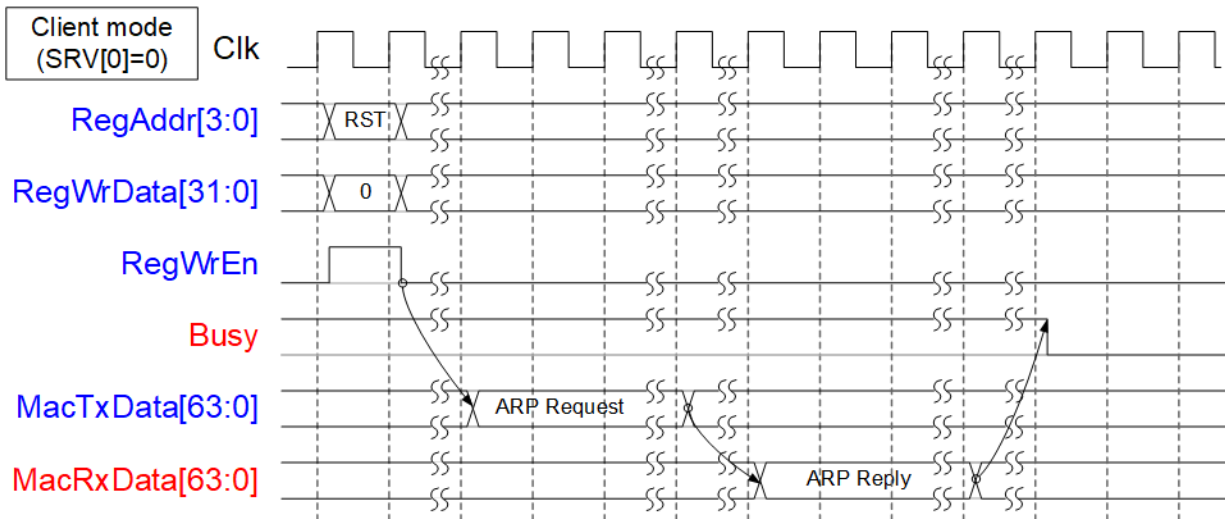 Client mode
(SRV[0]=0)
Clk
RegAddr[3:0]
RST
RegWrData[31:0]
0
RegWrEn
Busy
MacTxData[63:0]
ARP Request
MacRxData[63:0]
ARP Reply